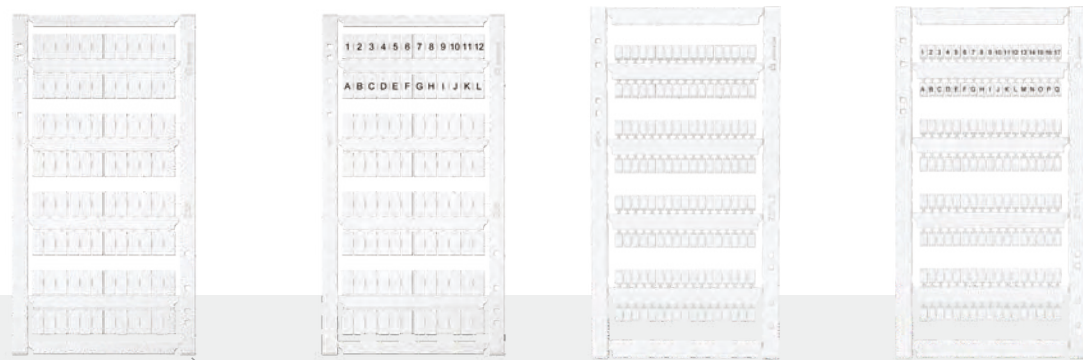 1 2 3 4 5 6 7 8 9 10 11 12
A B C D E F G H I J K L
1 2 3 4 5 6 7 8 9 10 11 12 13 14 15 16 17
A B C D E F G H I J K L M N O P Q